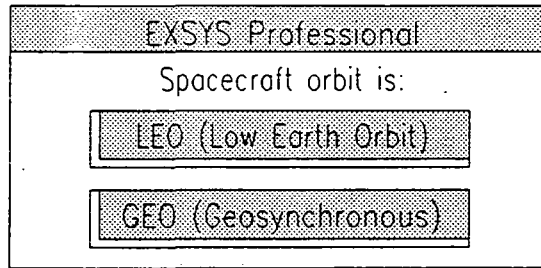 EXSYS Professional
Spacecraft orbit is:
LEO (Low Earth Orbit)
GEO (Geosynchronous)